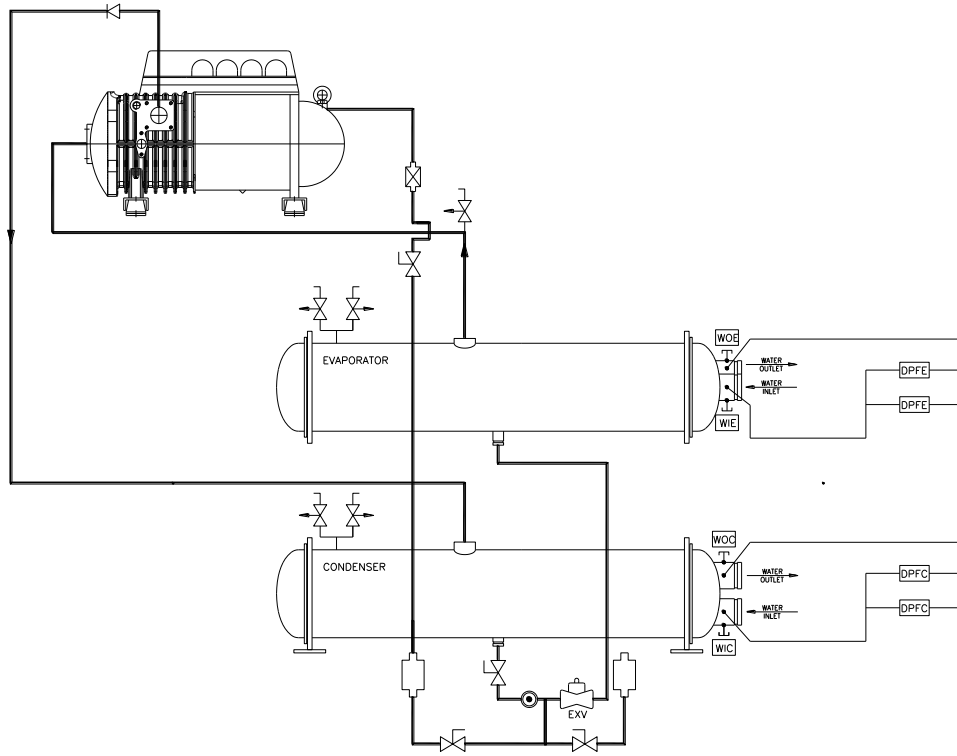 EVAPORATOR
WOE
WATER
OUTLET
WATER
INLET
WIE
DPFE
DPFE
CONDENSER
WOC
WATER
OUTLET
WATER
INLET
WIC
DPFC
DPFC
EXV